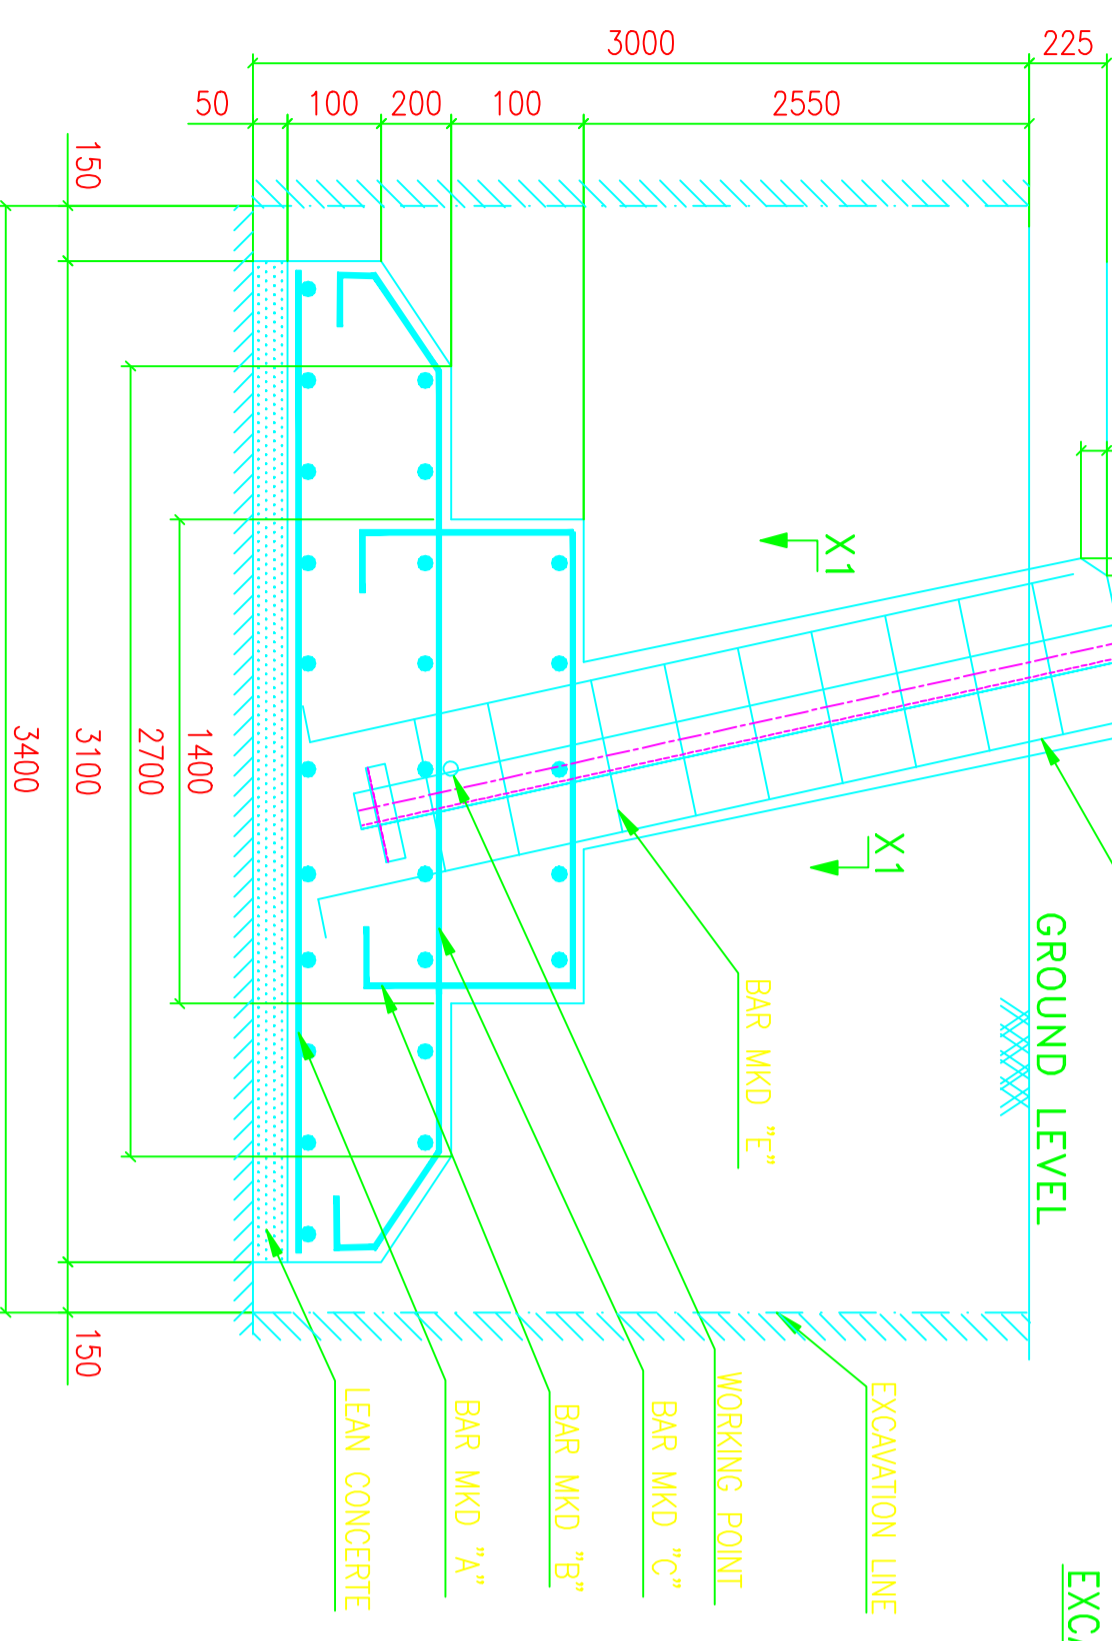 3000
225
50
100
200
100
2550
150
X1
X1
GROUND LEVEL
BAR MKD "E"
1400
2700
3100
3400
150
EXCAVATION LINE
WORKING POINT
BAR MKD "C"
BAR MKD "B"
BAR MKD "A"
LEAN CONCERTE